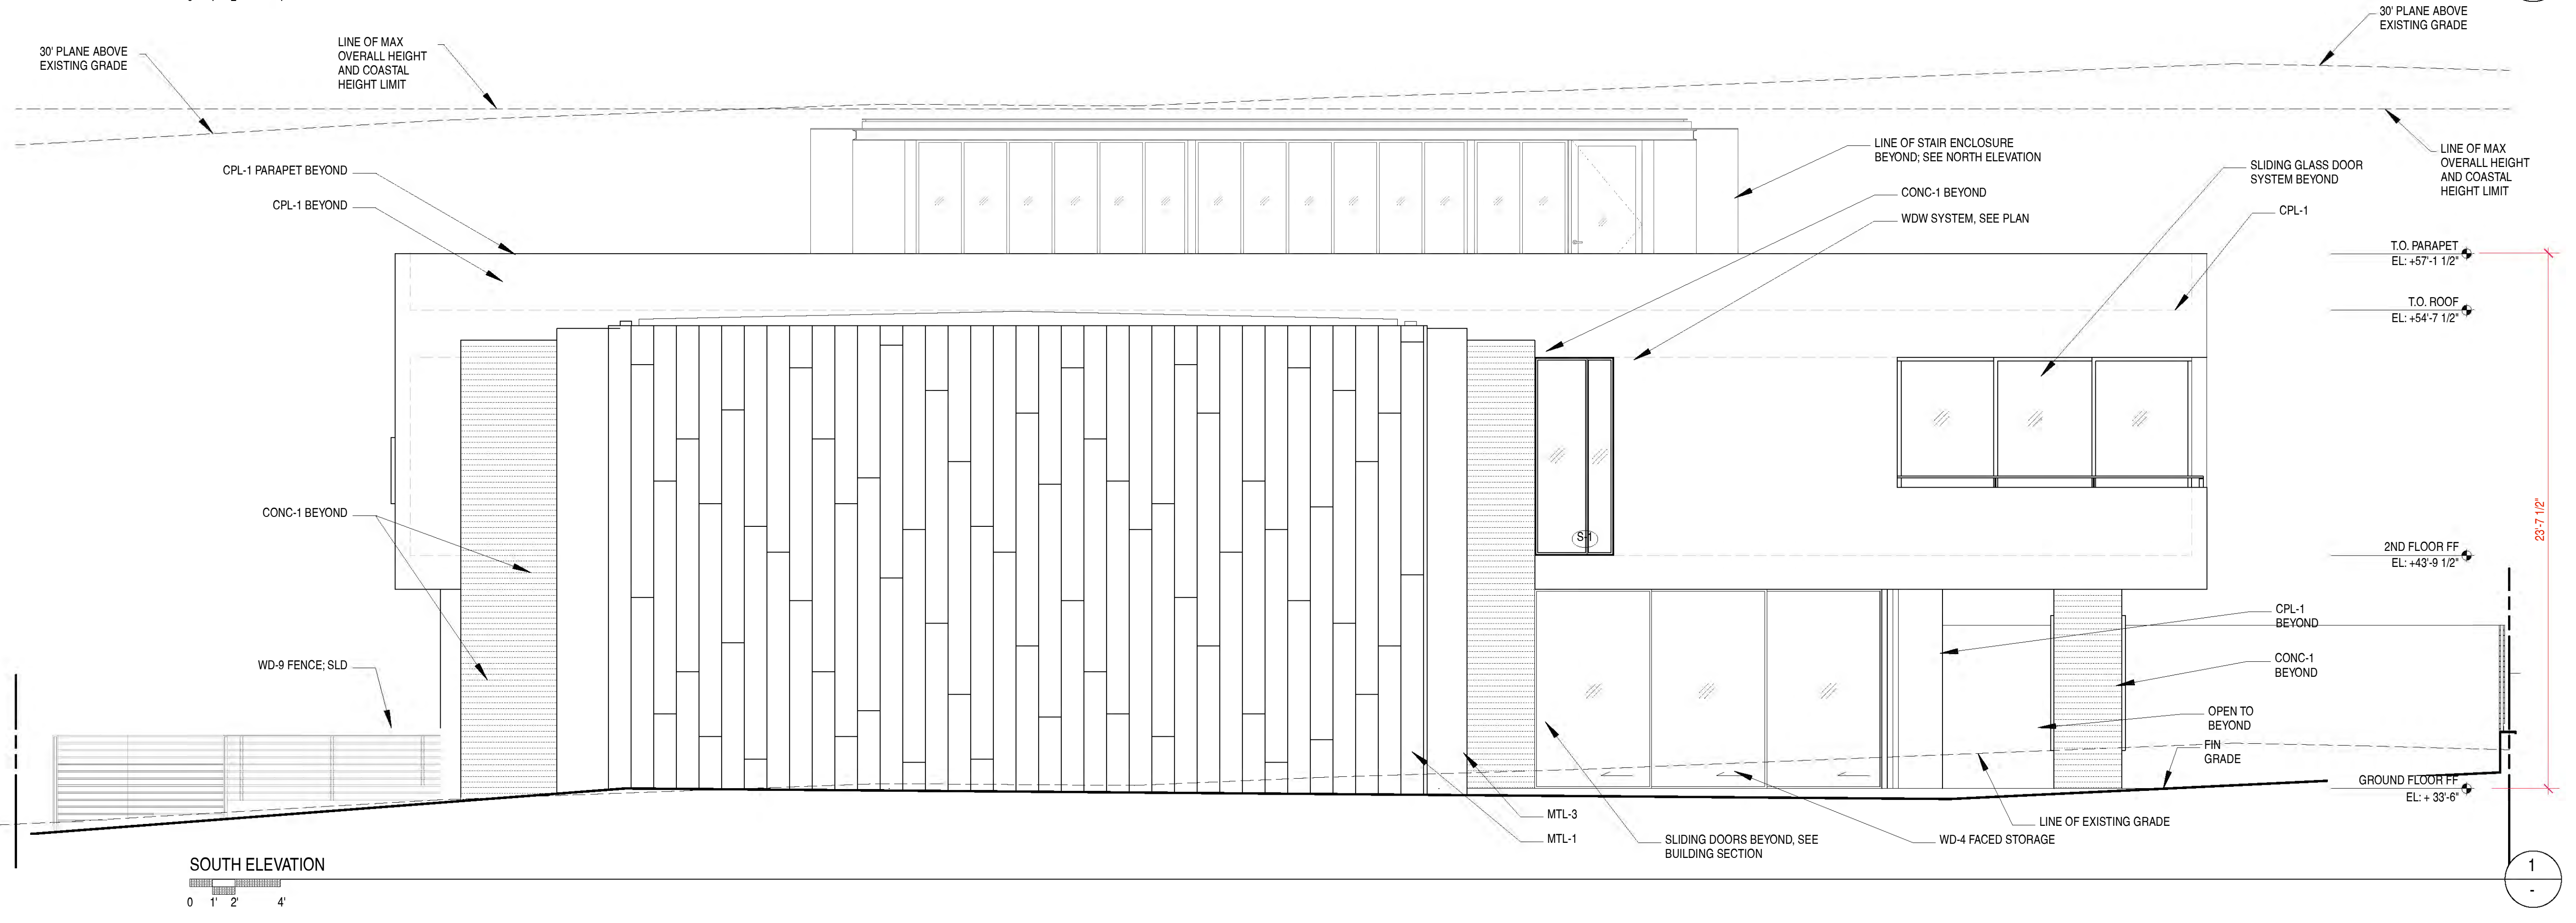 30' PLANE ABOVE
EXISTING GRADE
LINE OF MAX
OVERALL HEIGHT
AND COASTAL
HEIGHT LIMIT
30' PLANE ABOVE
EXISTING GRADE
CPL-1 PARAPET BEYOND
CPL-1 BEYOND
LINE OF STAIR ENCLOSURE
BEYOND; SEE NORTH ELEVATION
CONC-1 BEYOND
WDW SYSTEM, SEE PLAN
SLIDING GLASS DOOR
SYSTEM BEYOND
CPL-1
LINE OF MAX
OVERALL HEIGHT
AND COASTAL
HEIGHT LIMIT
T.O. PARAPET
EL: +57'-1 1/2"
T.O. ROOF
EL: +54'-7 1/2"
CONC-1 BEYOND
S-1
23'-7 1/2"
2ND FLOOR FF
EL: +43'-9 1/2"
WD-9 FENCE; SLD
CPL-1
BEYOND
CONC-1
BEYOND
OPEN TO
BEYOND
FIN
GRADE
GROUND FLOOR FF
EL: + 33'-6"
MTL-3
MTL-1
SLIDING DOORS BEYOND, SEE
BUILDING SECTION
WD-4 FACED STORAGE
LINE OF EXISTING GRADE
SOUTH ELEVATION
0 1' 2' 4'
1
-